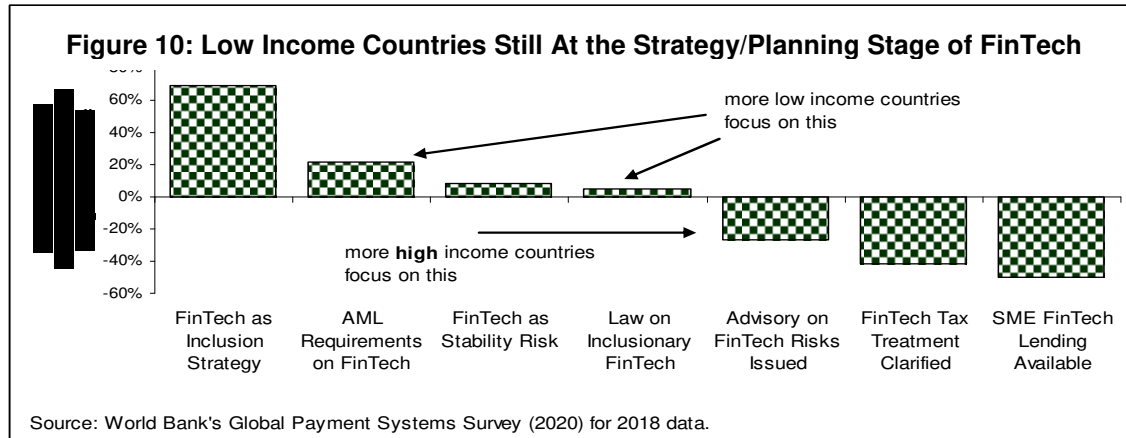 Figure 10: Low Income Countries Still At the Strategy/Planning Stage of FinTech
80%
60%
40%
20%
0%
-20%
-40%
-60%
more low income countries
focus on this
more high income countries
focus on this
FinTech as
Inclusion
Strategy
AML
Requirements
on FinTech
FinTech as
Stability Risk
Law on
Inclusionary
FinTech
Advisory on
FinTech Risks
Issued
FinTech Tax
Treatment
Clarified
SME FinTech
Lending
Available
Source: World Bank's Global Payment Systems Survey (2020) for 2018 data.